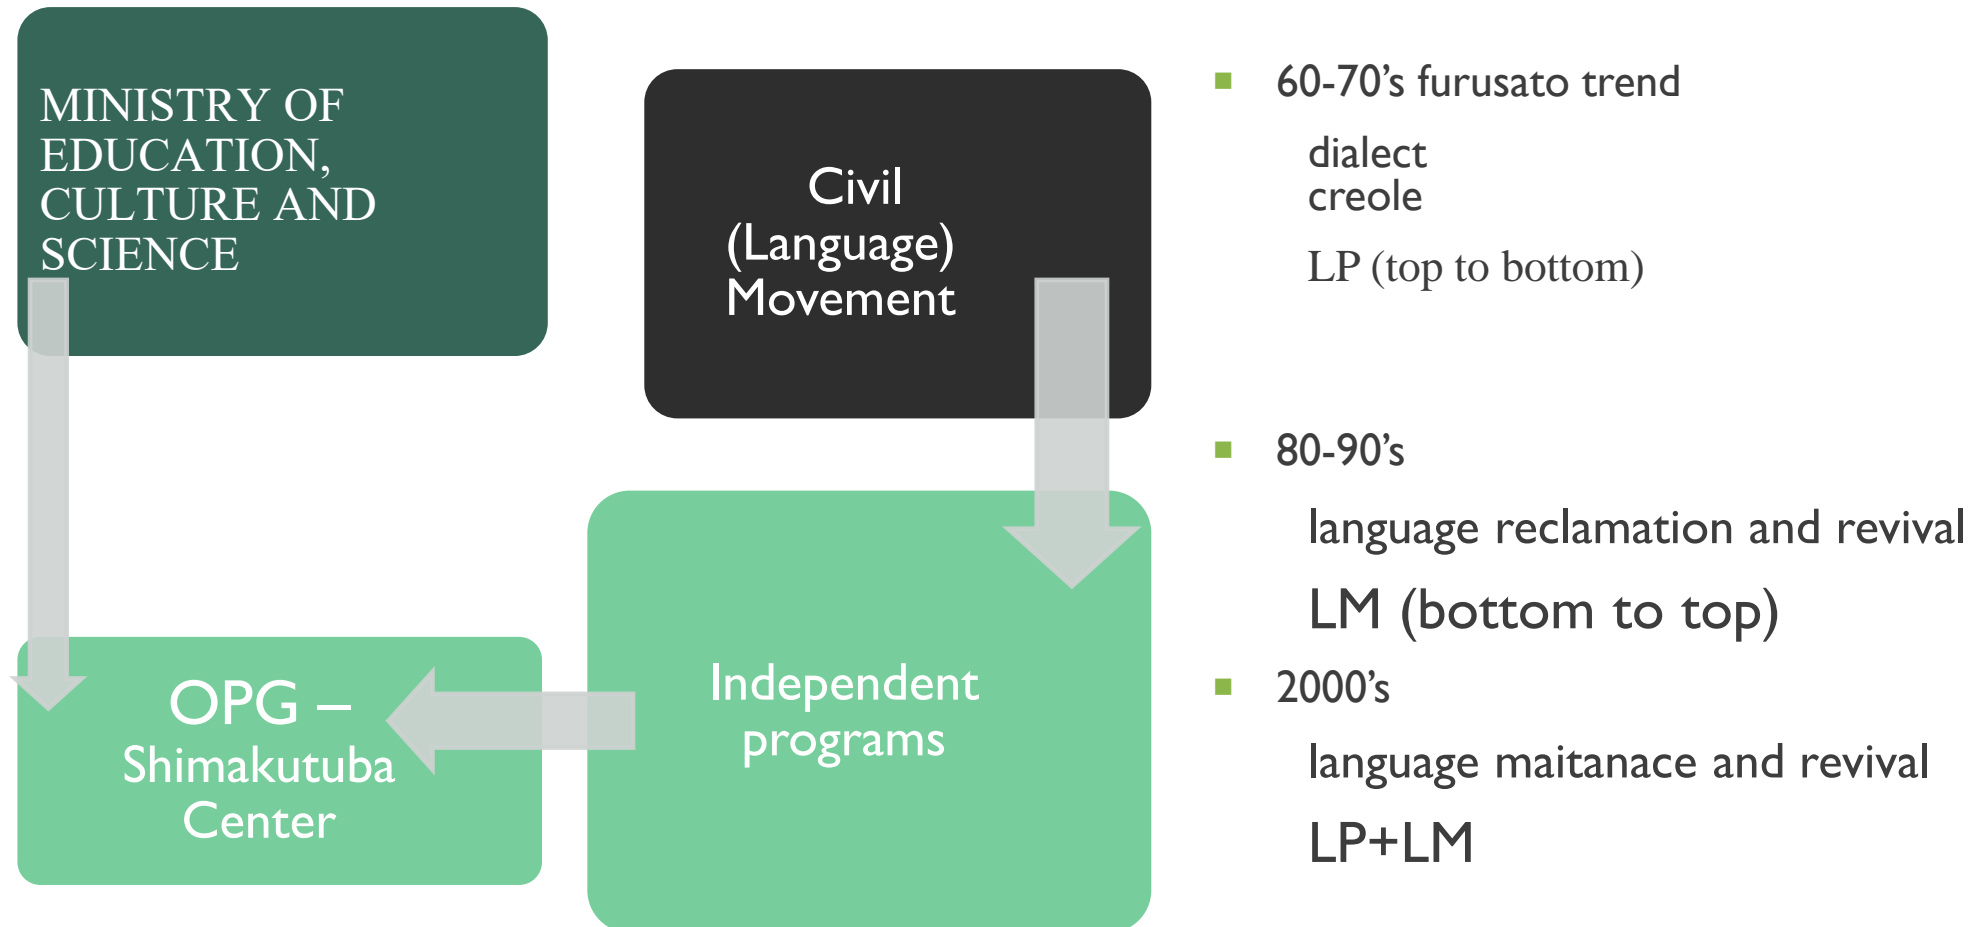 MINISTRY OF
EDUCATION,
CULTURE AND
SCIENCE
Civil
(Language)
Movement
OPG –
Shimakutuba
Center
Independent
programs
60-70’s furusato trend
dialect
creole
LP (top to bottom)
80-90’s
language reclamation and revival
LM (bottom to top)
2000’s
language maitanace and revival
LP+LM